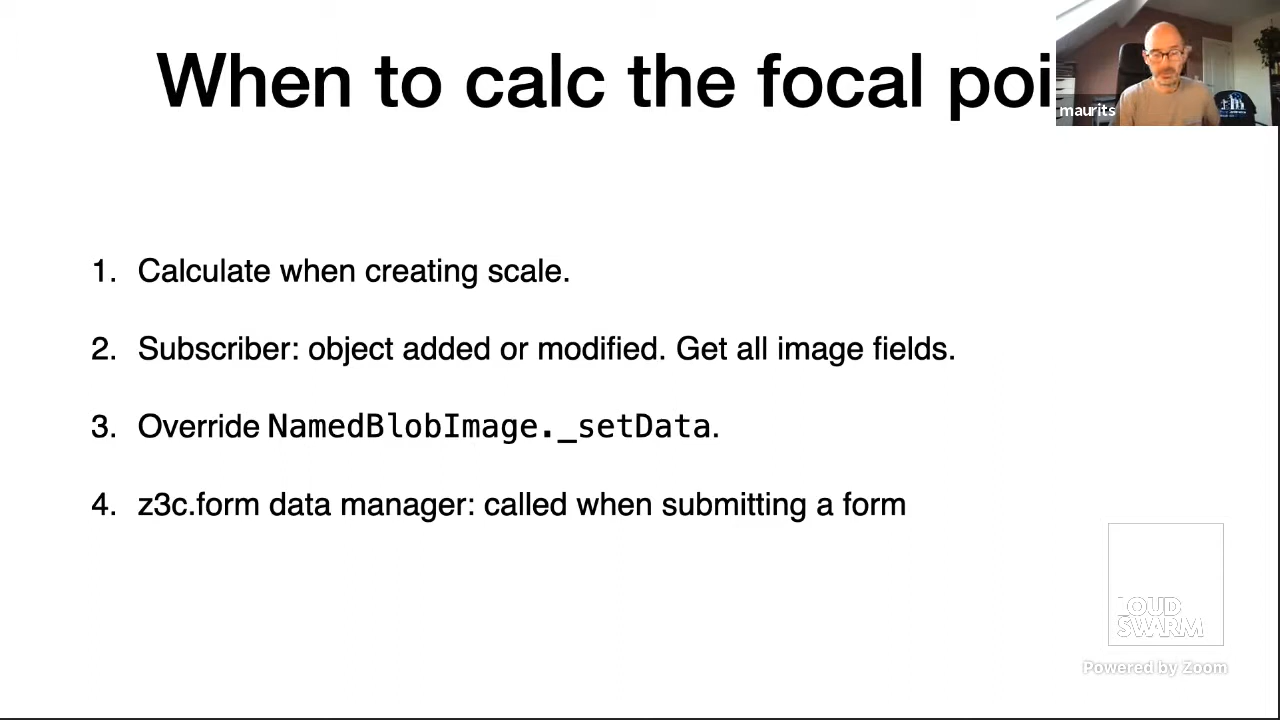 When to calc the focal poi
maurits
1. Calculate when creating scale.
2. Subscriber: object added or modified. Get all image fields.
3. Override NamedBlobImage._setData.
4. z3c.form data manager: called when submitting a form
LOUD
SWARM
Powered by Zoom